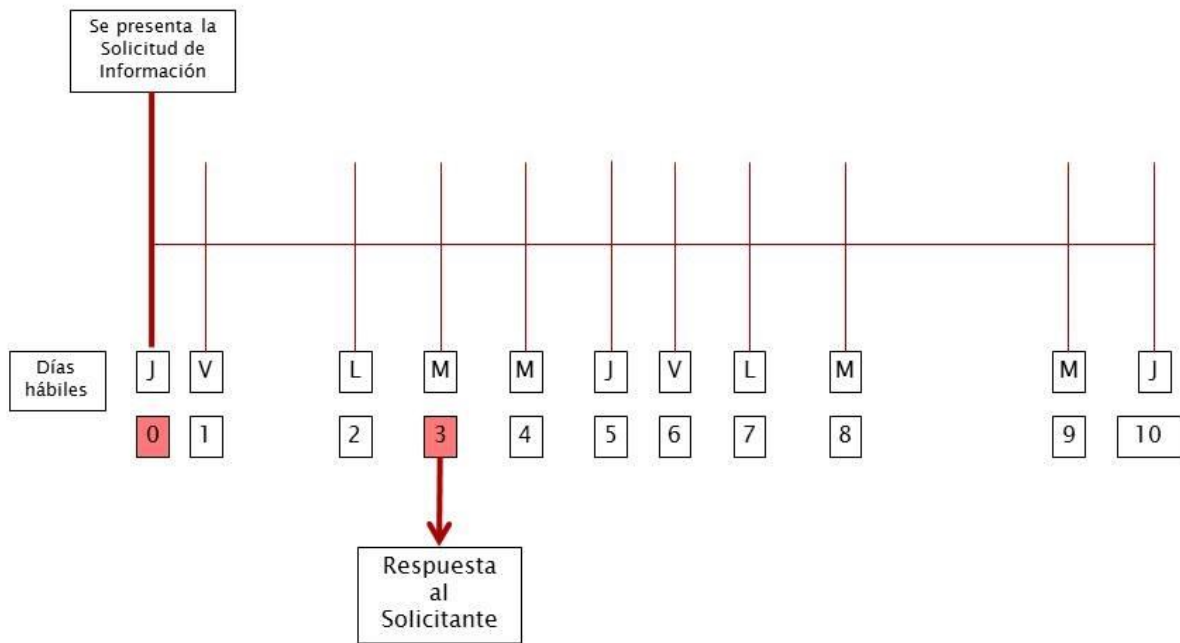 Se presenta la
Solicitud de
Información
Días
hábiles
J V L M M J V L M M J
0 1 2 3 4 5 6 7 8 9 10
Respuesta
al
Solicitante